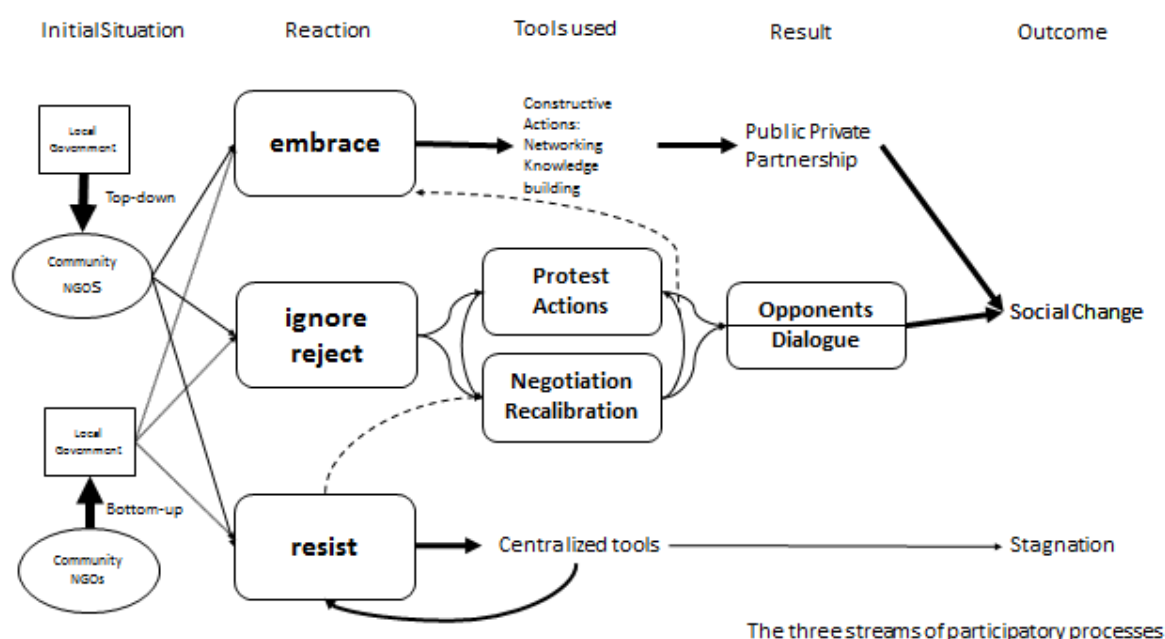 Initial Situation
Reaction
Tools used
Result
Outcome
Local
Government
Top-down
Community
NGOS
Local
Government
Bottom-up
Community
NGOs
embrace
ignore
reject
resist
Constructive
Actions:
Networking
Knowledge
building
Protest
Actions
Negotiation
Recalibration
Centralized tools
Public Private
Partnership
Opponents
Dialogue
Social Change
Stagnation
The three streams of participatory processes